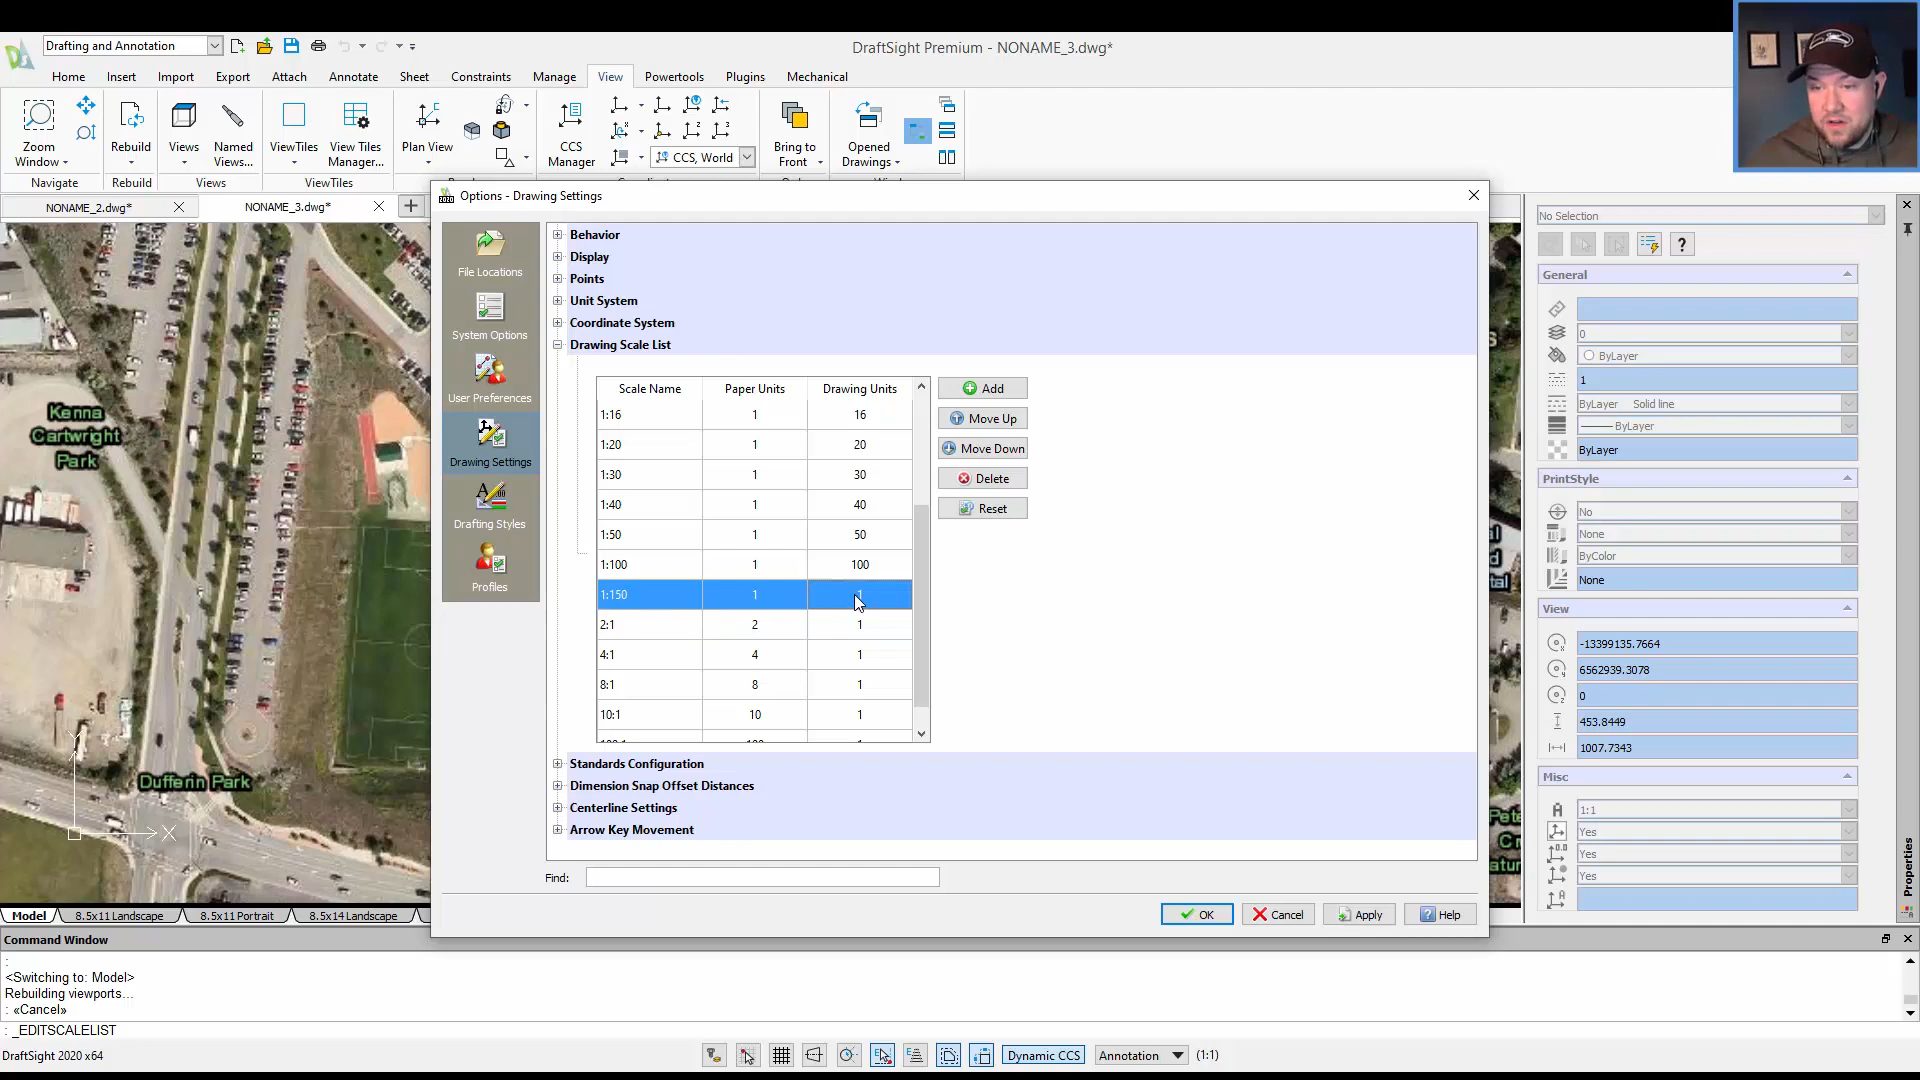 Drafting and Annotation
DraftSight Premium - NONAME_3.dwg*
Home Insert Import Export Attach Annotate Sheet Constraints Manage View Powertools Plugins Mechanical
Zoom Window
Rebuild
Views
Named Views...
ViewTiles
View Tiles Manager...
Plan View
CCS Manager
CCS, World
Bring to Front
Opened Drawings
Navigate Rebuild Views ViewTiles
NONAME_2.dwg*
NONAME_3.dwg*
Options - Drawing Settings
File Locations
System Options
User Preferences
Drawing Settings
Drafting Styles
Profiles
Behavior
Display
Points
Unit System
Coordinate System
Drawing Scale List
Scale Name Paper Units Drawing Units
1:16 1 16
1:20 1 20
1:30 1 30
1:40 1 40
1:50 1 50
1:100 1 100
1:150 1 1
2:1 2 1
4:1 4 1
8:1 8 1
10:1 10 1
Add
Move Up
Move Down
Delete
Reset
Standards Configuration
Dimension Snap Offset Distances
Centerline Settings
Arrow Key Movement
Find:
OK Cancel Apply Help
Kenna
Cartwright
Park
Dufferin Park
Y
X
No Selection
?
General
0
ByLayer
1
ByLayer Solid line
ByLayer
ByLayer
PrintStyle
No
None
ByColor
None
View
-13399135.7664
6562939.3078
0
453.8449
1007.7343
Misc
1:1
Yes
Yes
Yes
Properties
Model 8.5x11 Landscape 8.5x11 Portrait 8.5x14 Landscape
Command Window
:
<Switching to: Model>
Rebuilding viewports...
: «Cancel»
: _EDITSCALELIST
DraftSight 2020 x64
Dynamic CCS
Annotation
(1:1)